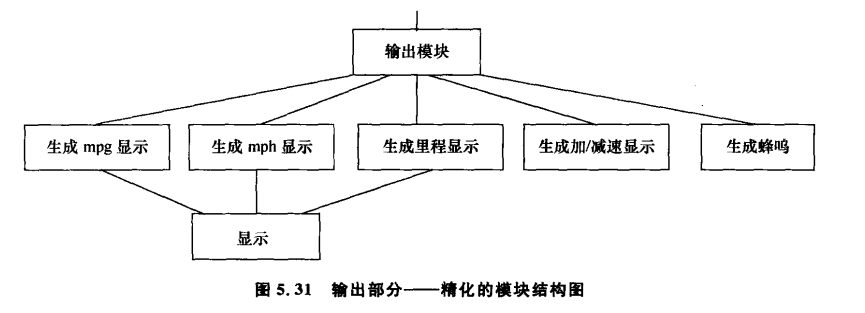 输出模块
生成 mpg 显示
生成 mph 显示
生成里程显示
生成加/减速显示
生成蜂鸣
显示
图 5.31 输出部分——精化的模块结构图